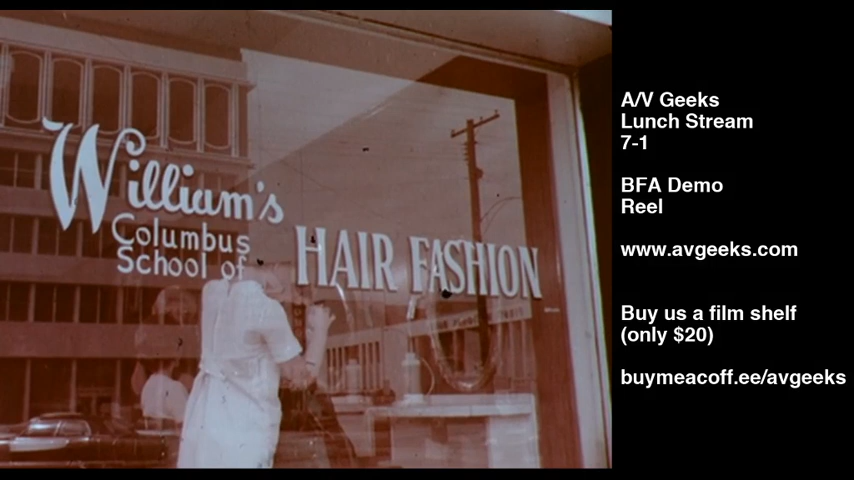 William's
Columbus
School of
HAIR FASHION
A/V Geeks
Lunch Stream
7-1
BFA Demo
Reel
www.avgeeks.com
Buy us a film shelf
(only $20)
buymeacoff.ee/avgeeks